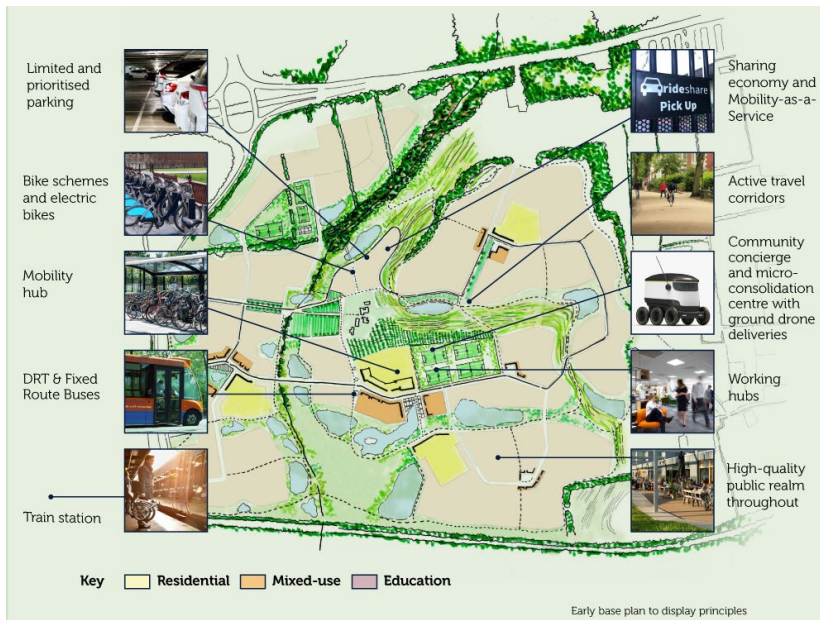 Limited and
prioritised
parking
Bike schemes
and electric
bikes
Mobility
hub
DRT & Fixed
Route Buses
Train station
rideshare
Pick Up
Sharing
economy and
Mobility-as-a-
Service
Active travel
corridors
Community
concierge and
micro-
consolidation
centre with
ground drone
deliveries
Working
hubs
High-quality
public realm
throughout
Key
Residential
Mixed-use
Education
Early base plan to display principles